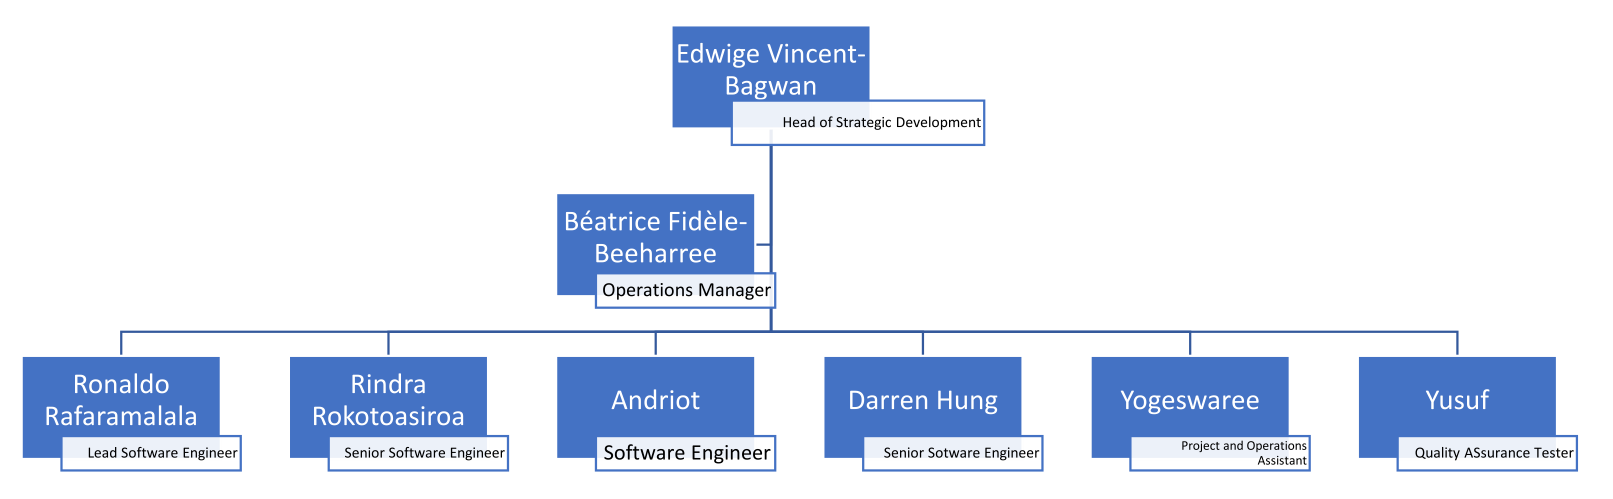 Edwige Vincent-
Bagwan
Head of Strategic Development
Béatrice Fidèle-
Beeharree
Operations Manager
Ronaldo
Rafaramalala
Lead Software Engineer
Rindra
Rokotoasiroa
Senior Software Engineer
Andriot
Software Engineer
Darren Hung
Senior Sotware Engineer
Yogeswaree
Project and Operations
Assistant
Yusuf
Quality ASsurance Tester